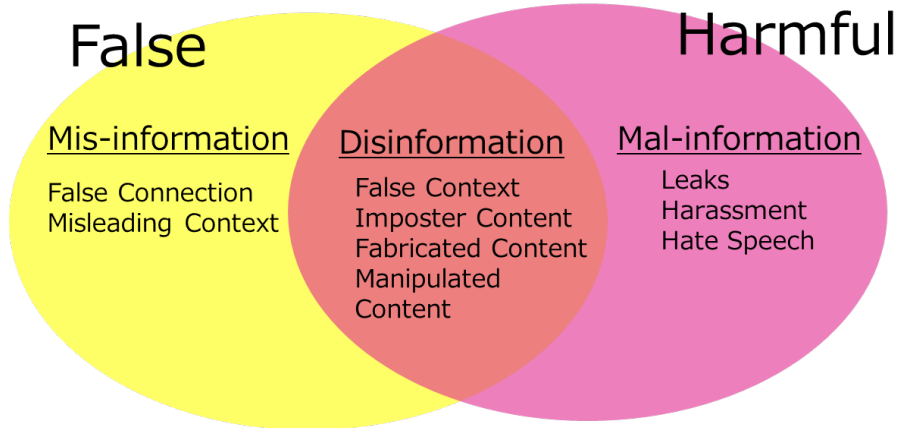 False
Harmful
Mis-information
False Connection
Misleading Context
Disinformation
False Context
Imposter Content
Fabricated Content
Manipulated
Content
Mal-information
Leaks
Harassment
Hate Speech